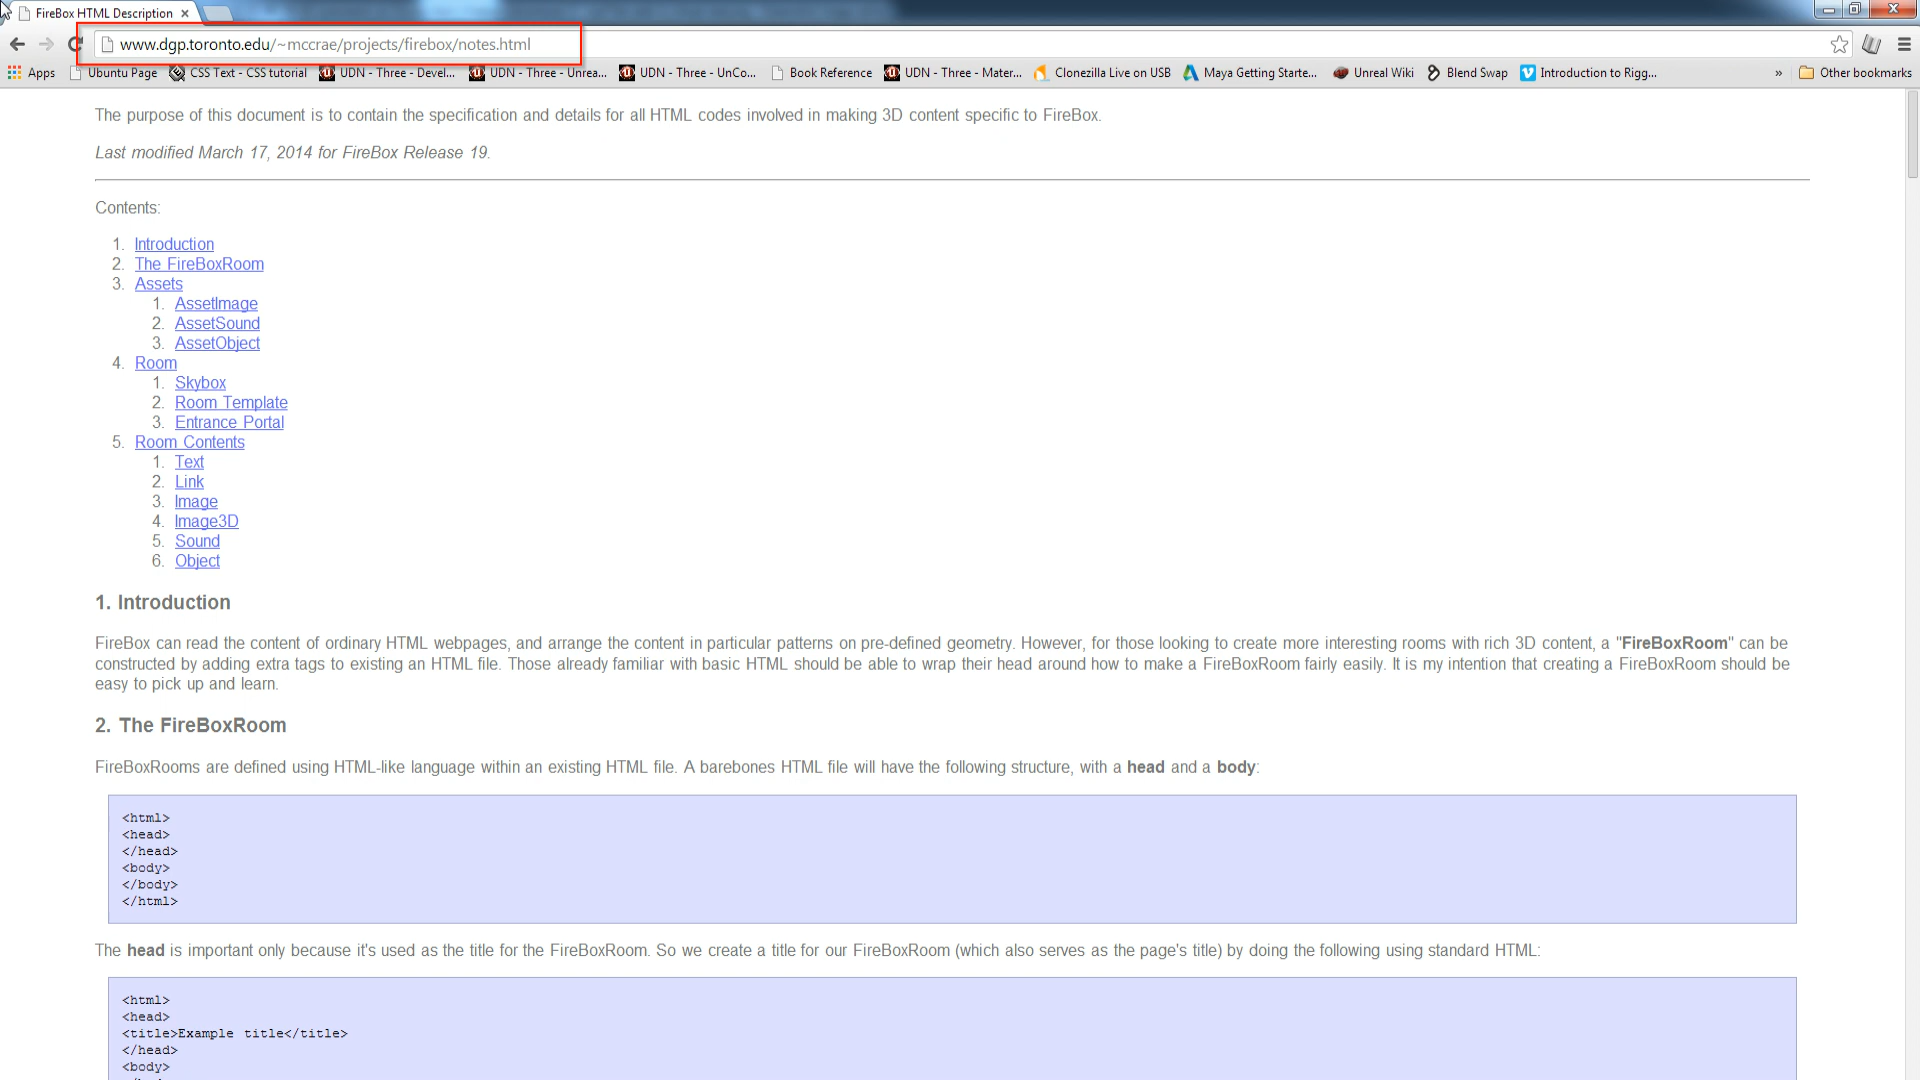 FireBox HTML Description
www.dgp.toronto.edu/~mccrae/projects/firebox/notes.html
Apps Ubuntu Page CSS Text - CSS tutorial UDN - Three - Devel... UDN - Three - Unrea... UDN - Three - UnCo... Book Reference UDN - Three - Mater... Clonezilla Live on USB Maya Getting Starte... Unreal Wiki Blend Swap Introduction to Rigg... » Other bookmarks
The purpose of this document is to contain the specification and details for all HTML codes involved in making 3D content specific to FireBox.
Last modified March 17, 2014 for FireBox Release 19.
Contents:
1. Introduction
2. The FireBoxRoom
3. Assets
1. AssetImage
2. AssetSound
3. AssetObject
4. Room
1. Skybox
2. Room Template
3. Entrance Portal
5. Room Contents
1. Text
2. Link
3. Image
4. Image3D
5. Sound
6. Object
1. Introduction
FireBox can read the content of ordinary HTML webpages, and arrange the content in particular patterns on pre-defined geometry. However, for those looking to create more interesting rooms with rich 3D content, a "FireBoxRoom" can be
constructed by adding extra tags to existing an HTML file. Those already familiar with basic HTML should be able to wrap their head around how to make a FireBoxRoom fairly easily. It is my intention that creating a FireBoxRoom should be
easy to pick up and learn.
2. The FireBoxRoom
FireBoxRooms are defined using HTML-like language within an existing HTML file. A barebones HTML file will have the following structure, with a head and a body:
<html>
<head>
</head>
<body>
</body>
</html>
The head is important only because it's used as the title for the FireBoxRoom. So we create a title for our FireBoxRoom (which also serves as the page's title) by doing the following using standard HTML:
<html>
<head>
<title>Example title</title>
</head>
<body>